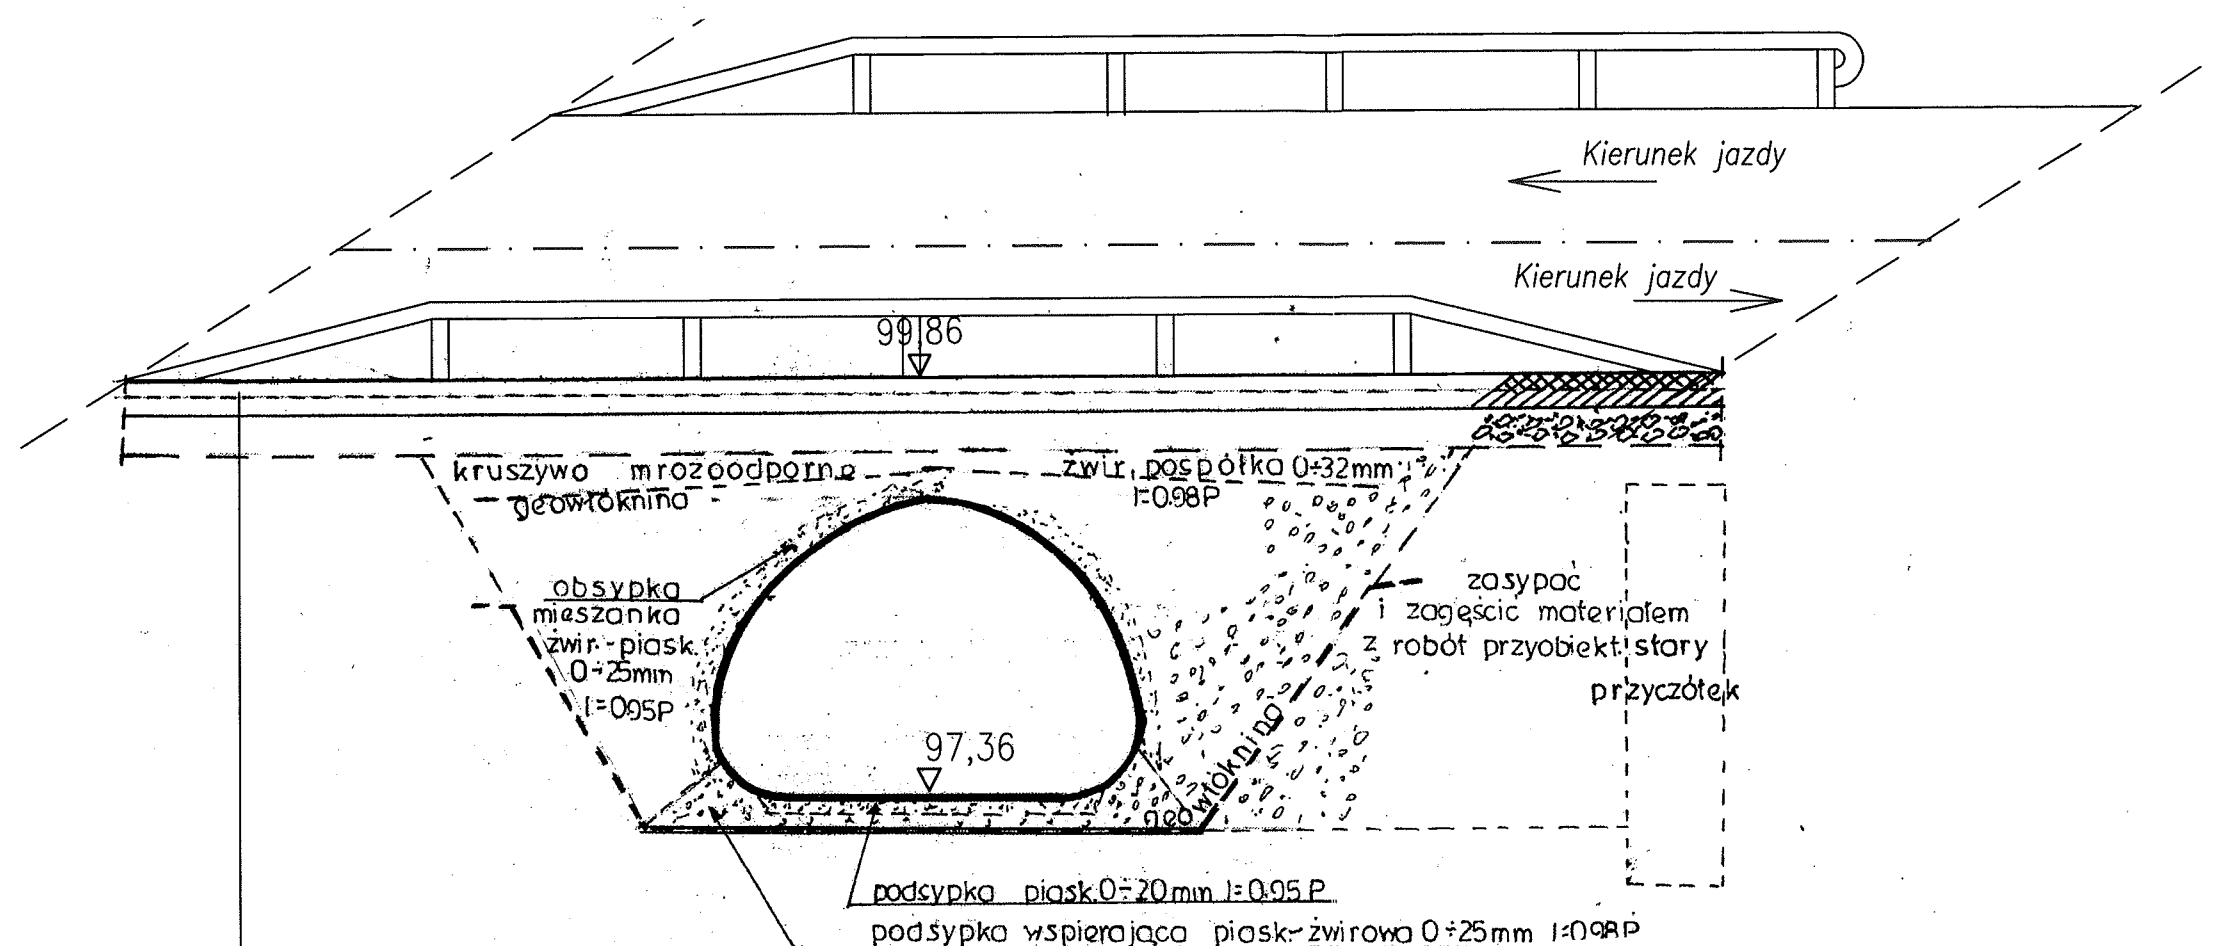 Kierunek jazdy
Kierunek jazdy
99,86
kruszywo mrozoodporne
żwir, pospółka 0÷32mm
geowłóknina
I=0.98P
obsypka
mieszanka
żwir-piask.
0÷25mm
I=0.95P
zasypać
i zagęścić materiałem
z robót przyobiekt.
stary
przyczółek
97,36
geowłóknina
podsypka piask. 0÷20mm I=0.95P
podsypka wspierająca piask-żwirowa 0÷25mm I=0.98P